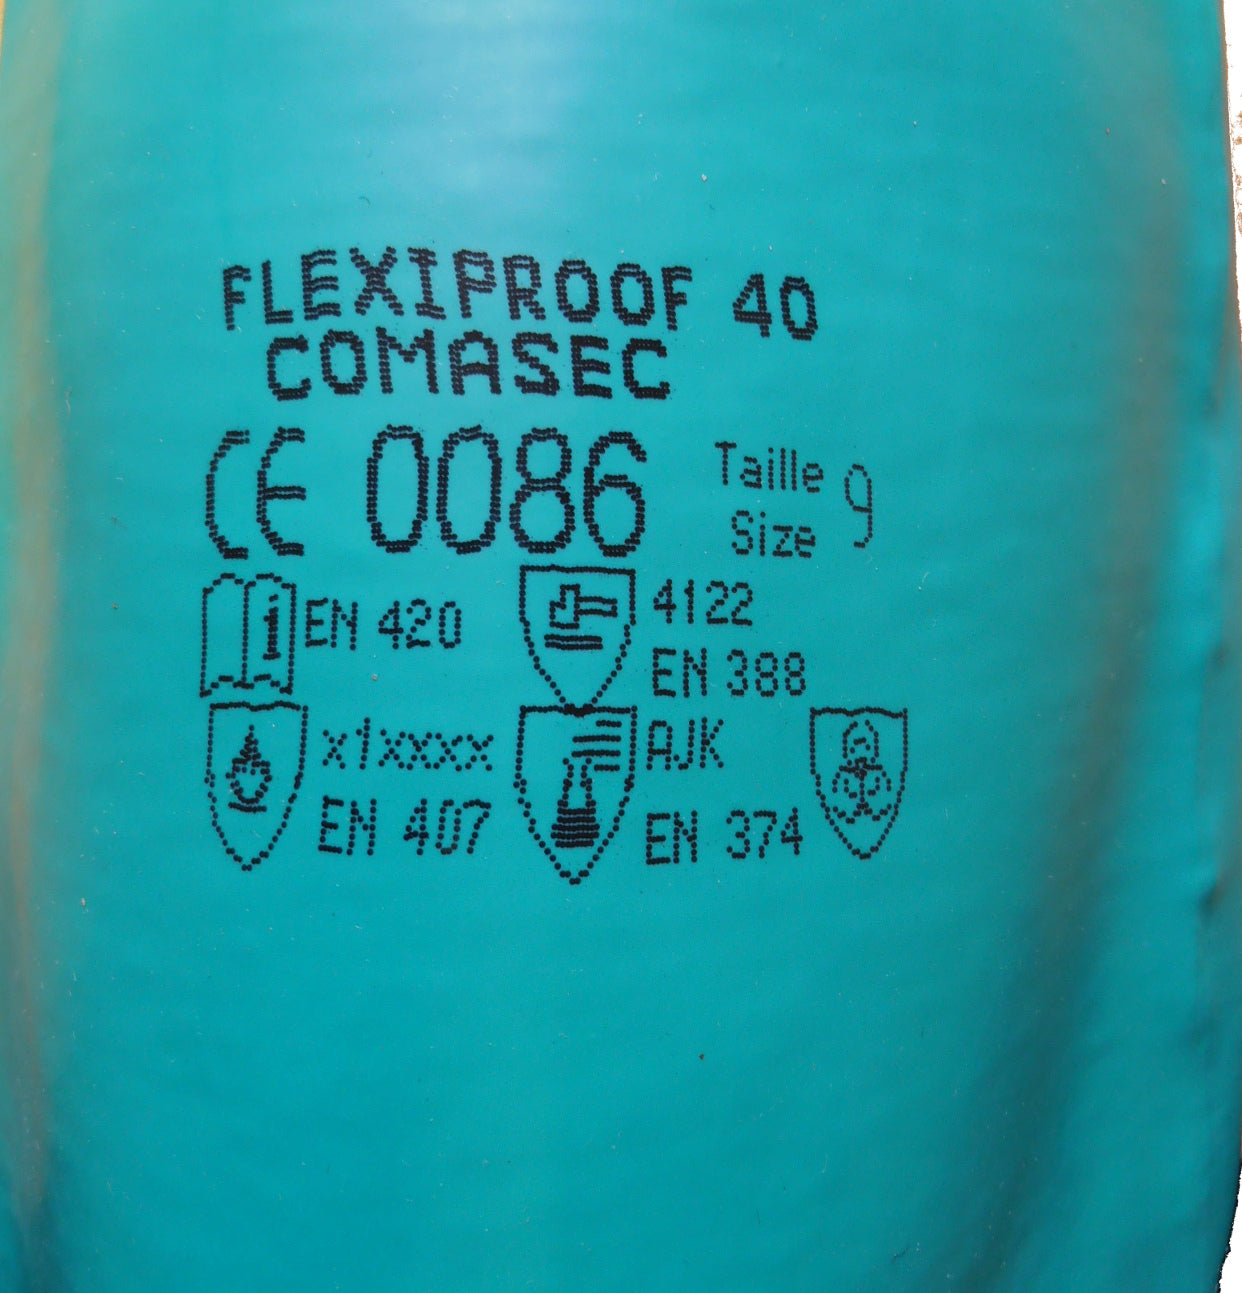 FLEXIPROOF 40
COMASEC
CE 0086 Taille 9
Size
i EN 420 4122
EN 388
x1xxxx AJK
EN 407 EN 374